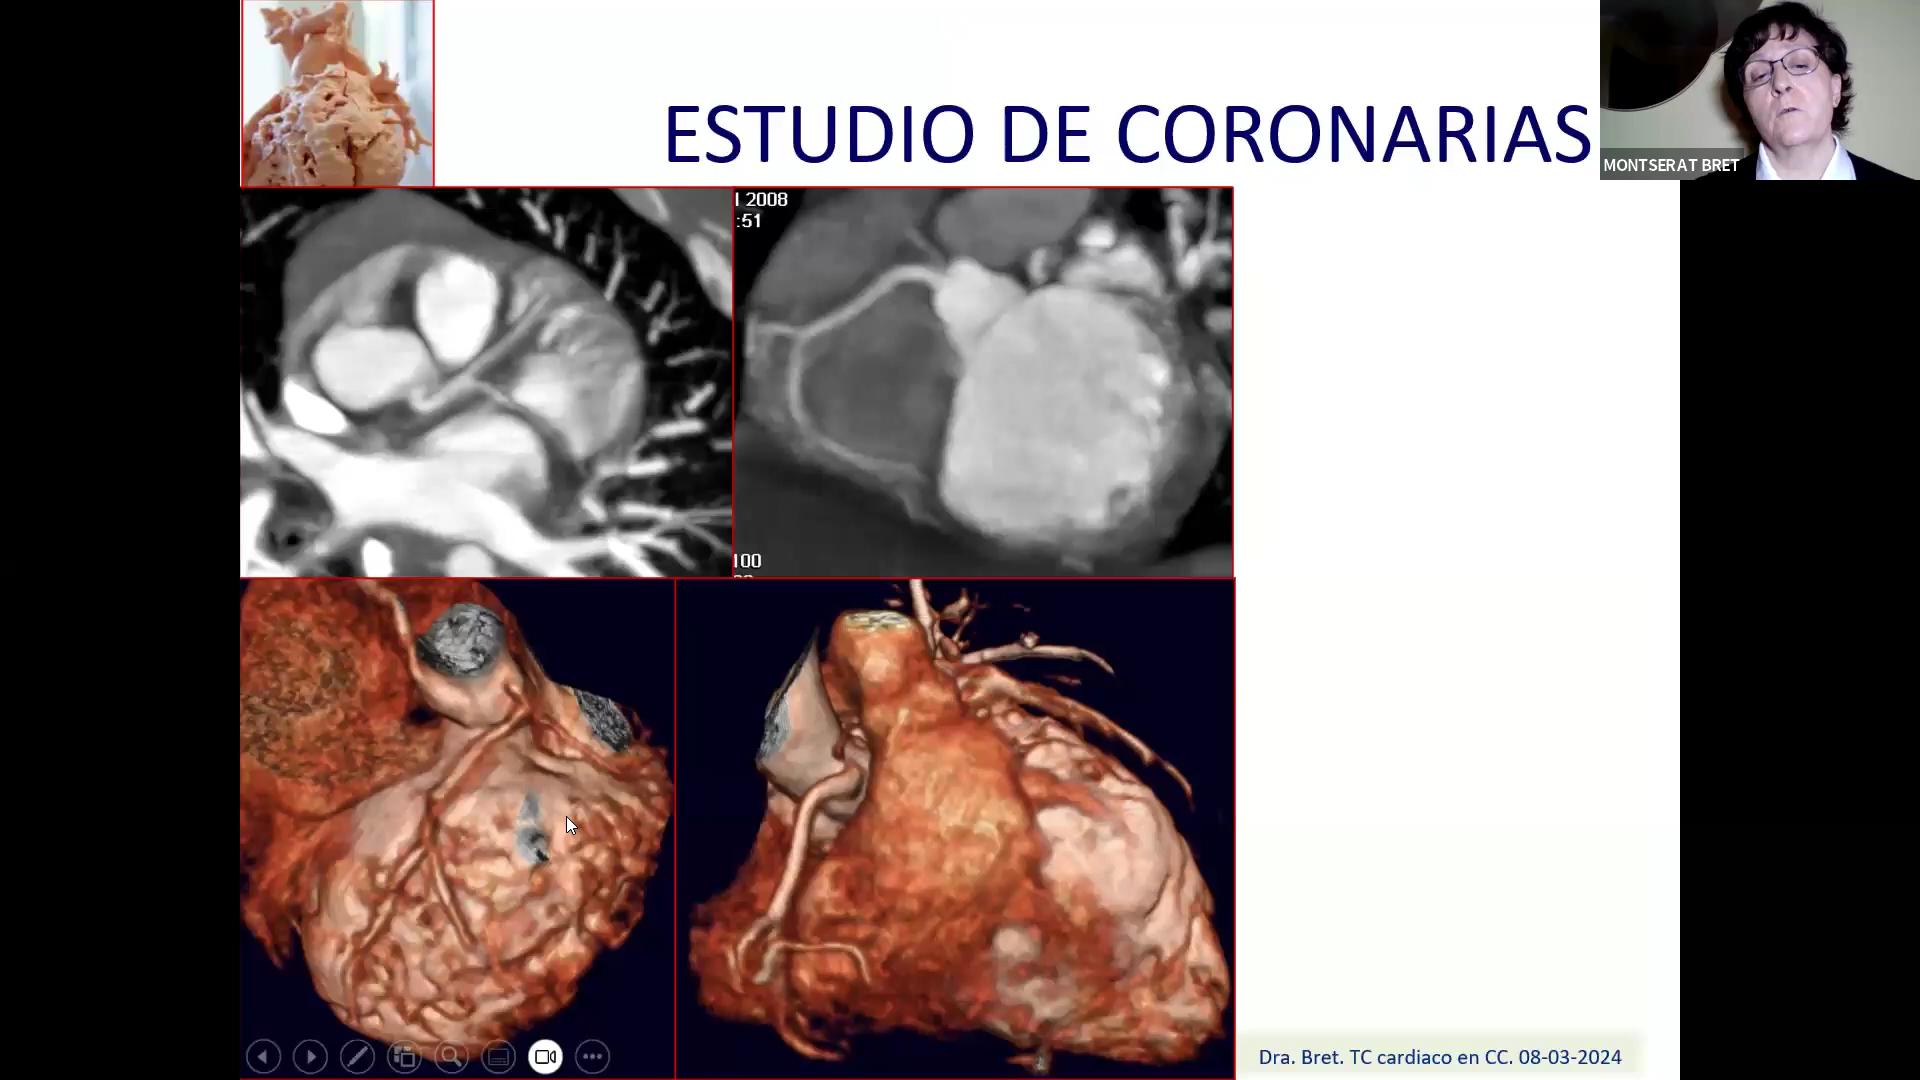 ESTUDIO DE CORONARIAS
MONTSERAT BRET
I 2008
:51
100
Dra. Bret. TC cardiaco en CC. 08-03-2024